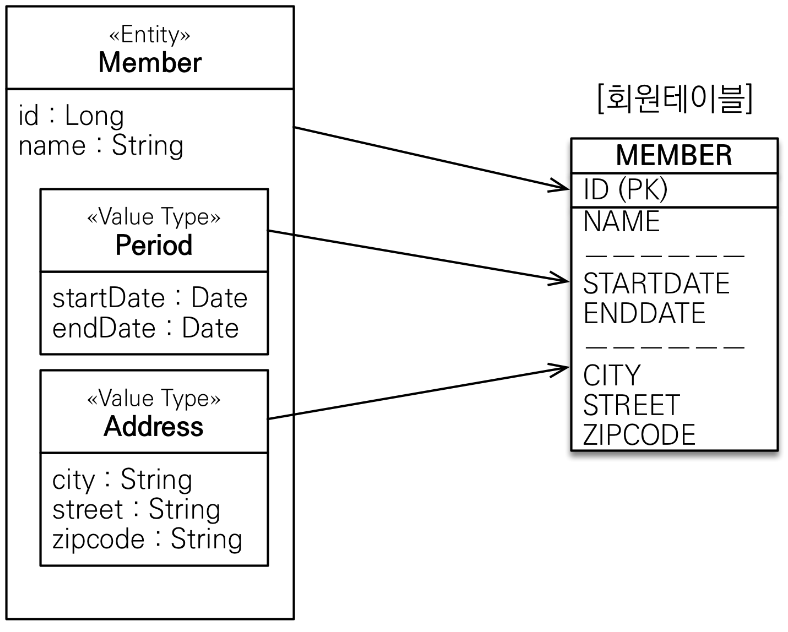 «Entity»
Member
id : Long
name : String
«Value Type»
Period
startDate : Date
endDate : Date
«Value Type»
Address
city : String
street : String
zipcode : String
[회원테이블]
MEMBER
ID (PK)
NAME
STARTDATE
ENDDATE
CITY
STREET
ZIPCODE